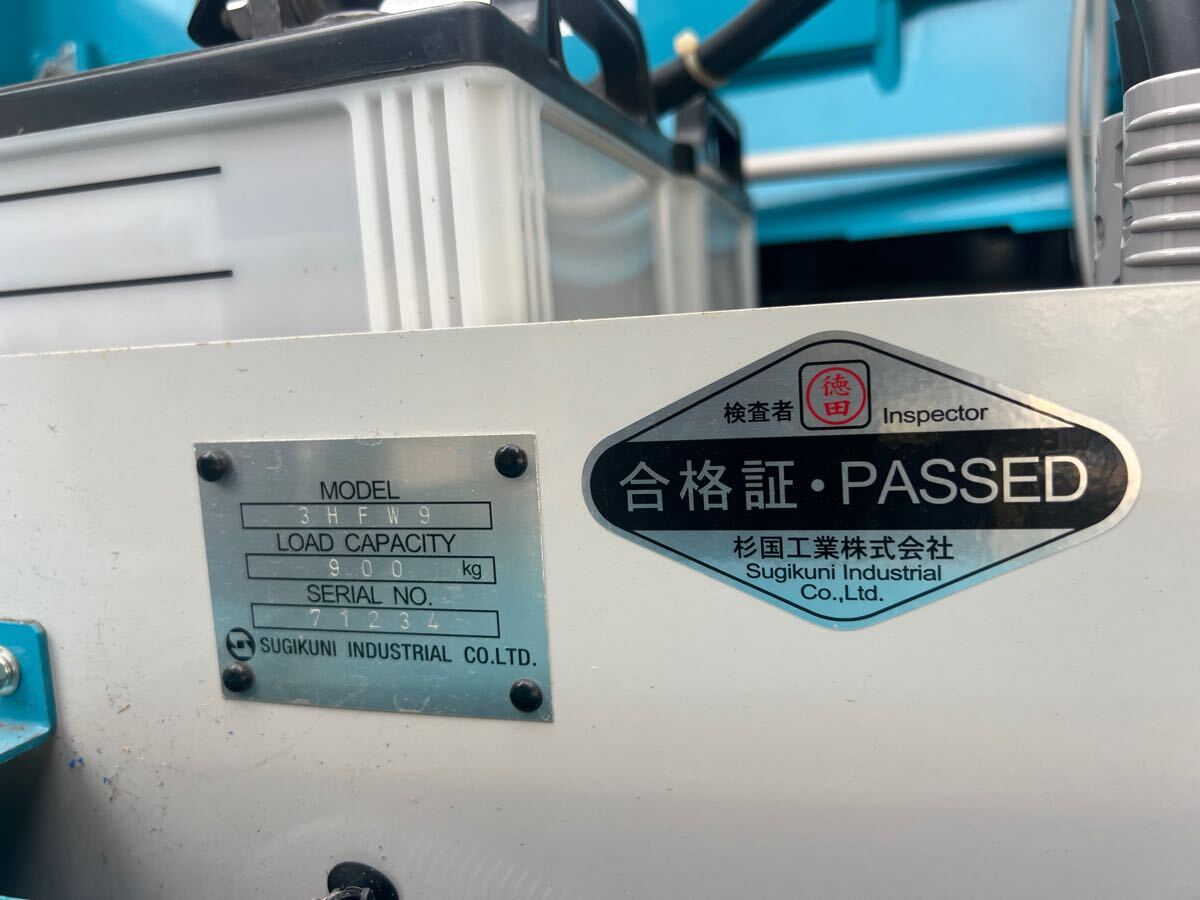 MODEL
3HFW9
LOAD CAPACITY
900 kg
SERIAL NO.
71234
SUGIKUNI INDUSTRIAL CO.LTD.
検査者 徳田 Inspector
合格証・PASSED
杉国工業株式会社
Sugikuni Industrial
Co.,Ltd.